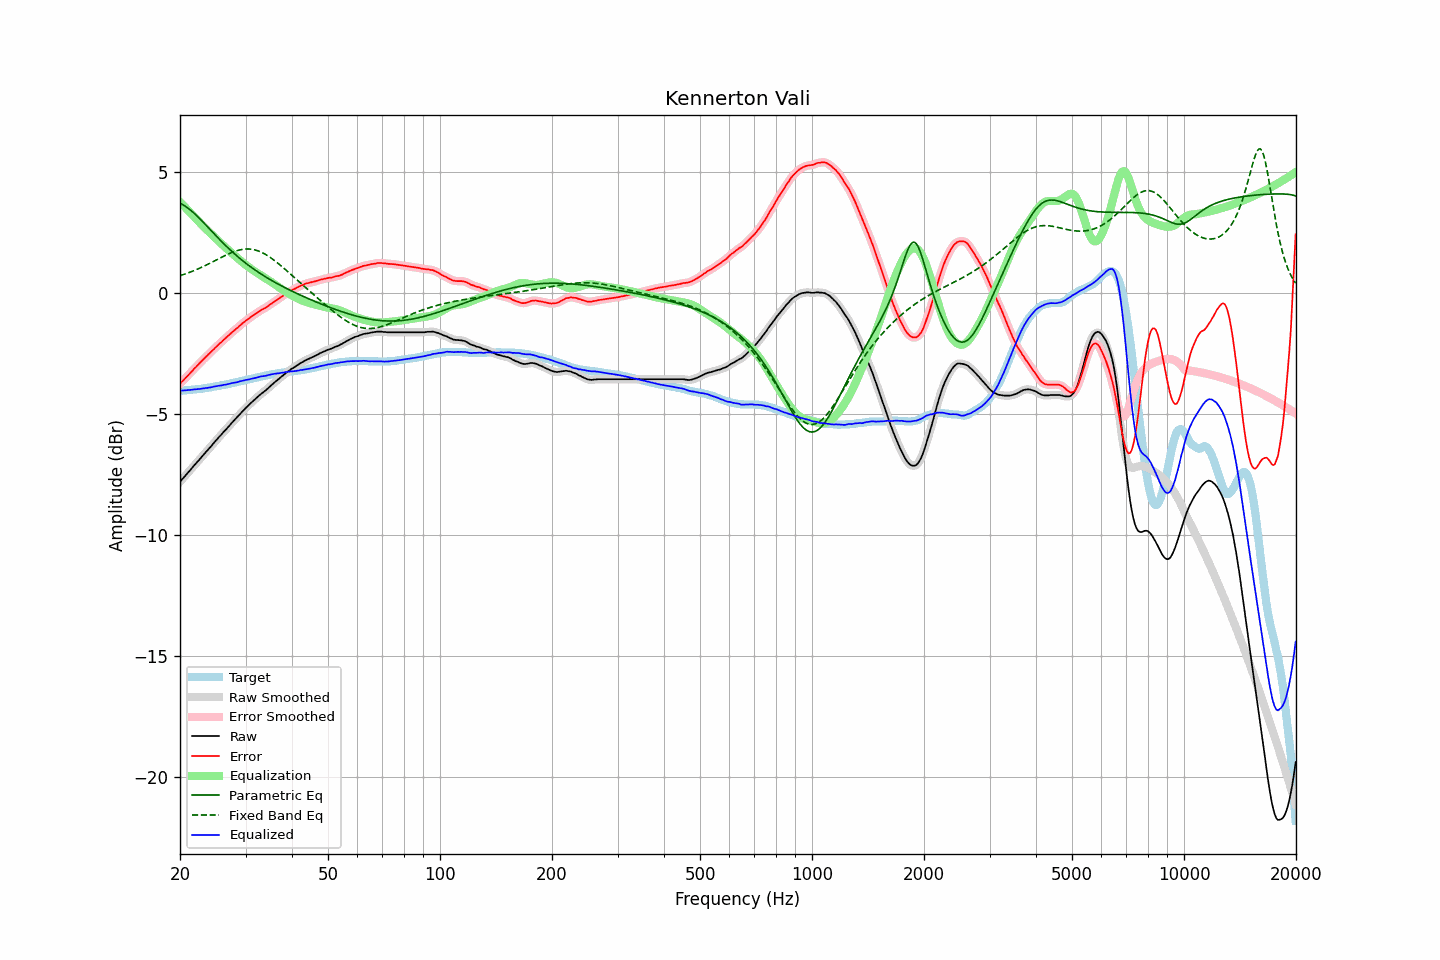 Kennerton Vali
5
0
−5
−10
−15
−20
Amplitude (dBr)
Target
Raw Smoothed
Error Smoothed
Raw
Error
Equalization
Parametric Eq
Fixed Band Eq
Equalized
20 50 100 200 500 1000 2000 5000 10000 20000
Frequency (Hz)